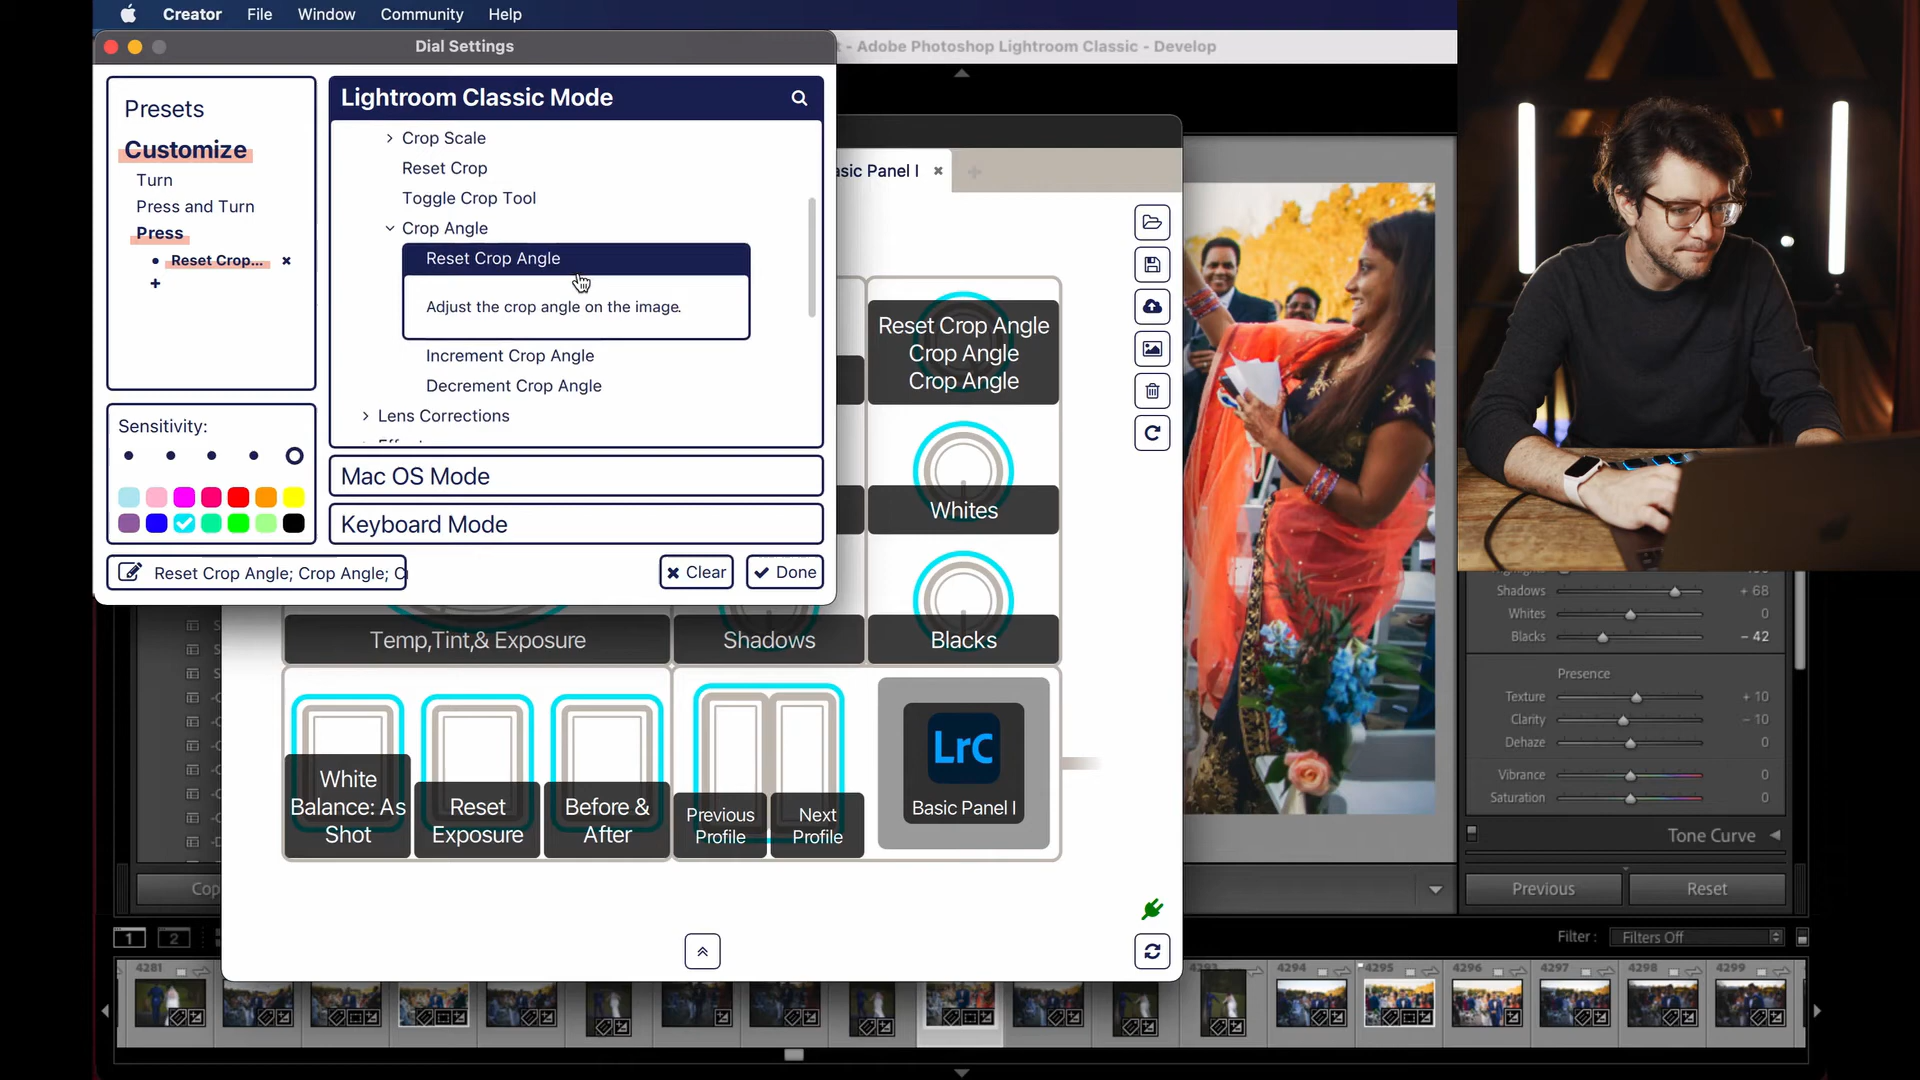 Creator File Window Community Help
Dial Settings
- Adobe Photoshop Lightroom Classic - Develop
Presets
Customize
Turn
Press and Turn
Press
Reset Crop...
+
Lightroom Classic Mode
Crop Scale
Reset Crop
Toggle Crop Tool
Crop Angle
Reset Crop Angle
Adjust the crop angle on the image.
Increment Crop Angle
Decrement Crop Angle
Lens Corrections
Mac OS Mode
Keyboard Mode
Sensitivity:
Reset Crop Angle; Crop Angle; C
Clear
Done
asic Panel I
Reset Crop Angle
Crop Angle
Crop Angle
Whites
Blacks
Temp,Tint,& Exposure
Shadows
White
Balance: As
Shot
Reset
Exposure
Before &
After
Previous
Profile
Next
Profile
LrC
Basic Panel I
Shadows + 68
Whites 0
Blacks - 42
Presence
Texture + 10
Clarity - 10
Dehaze 0
Vibrance 0
Saturation 0
Tone Curve
Previous
Reset
Cop
1 2
Filter : Filters Off
4281
4293
4294
4295
4296
4297
4298
4299